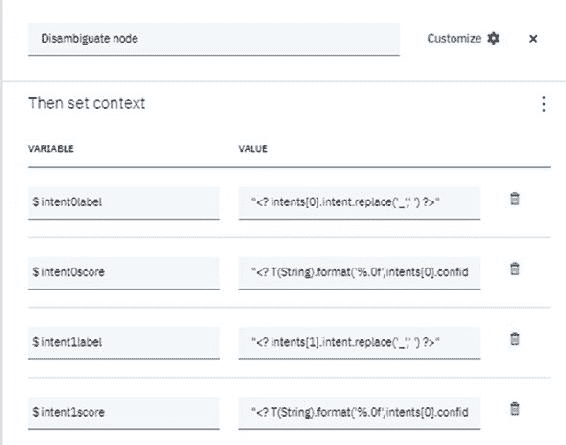 Disambiguate node
Customize
Then set context
VARIABLE VALUE
$ intent0label "<? intents[0].intent.replace('_',' ') ?>"
$ intent0score "<? T(String).format('%.0f',intents[0].confid
$ intent1label "<? intents[1].intent.replace('_',' ') ?>"
$ intent1score "<? T(String).format('%.0f',intents[0].confid